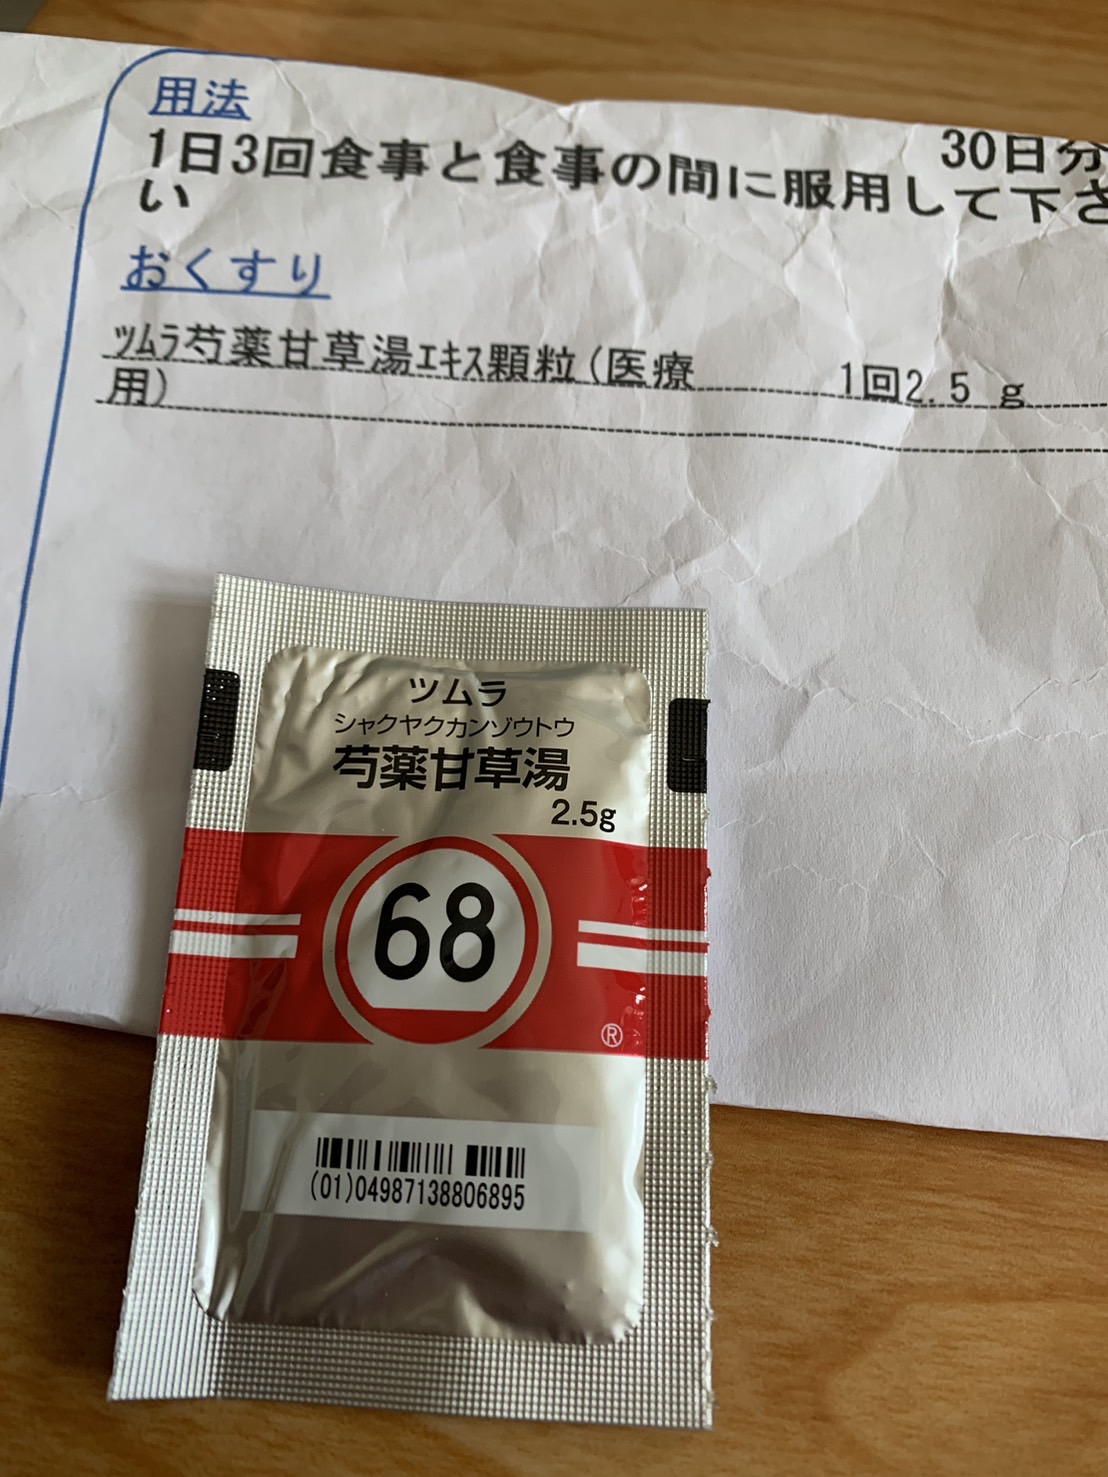 用法
30日分
1日3回食事と食事の間に服用して下さ
い
おくすり
ツムラ芍薬甘草湯エキス顆粒(医療 1回2.5 g
用)
ツムラ
シャクヤクカンゾウトウ
芍薬甘草湯
2.5g
68
®
(01)04987138806895